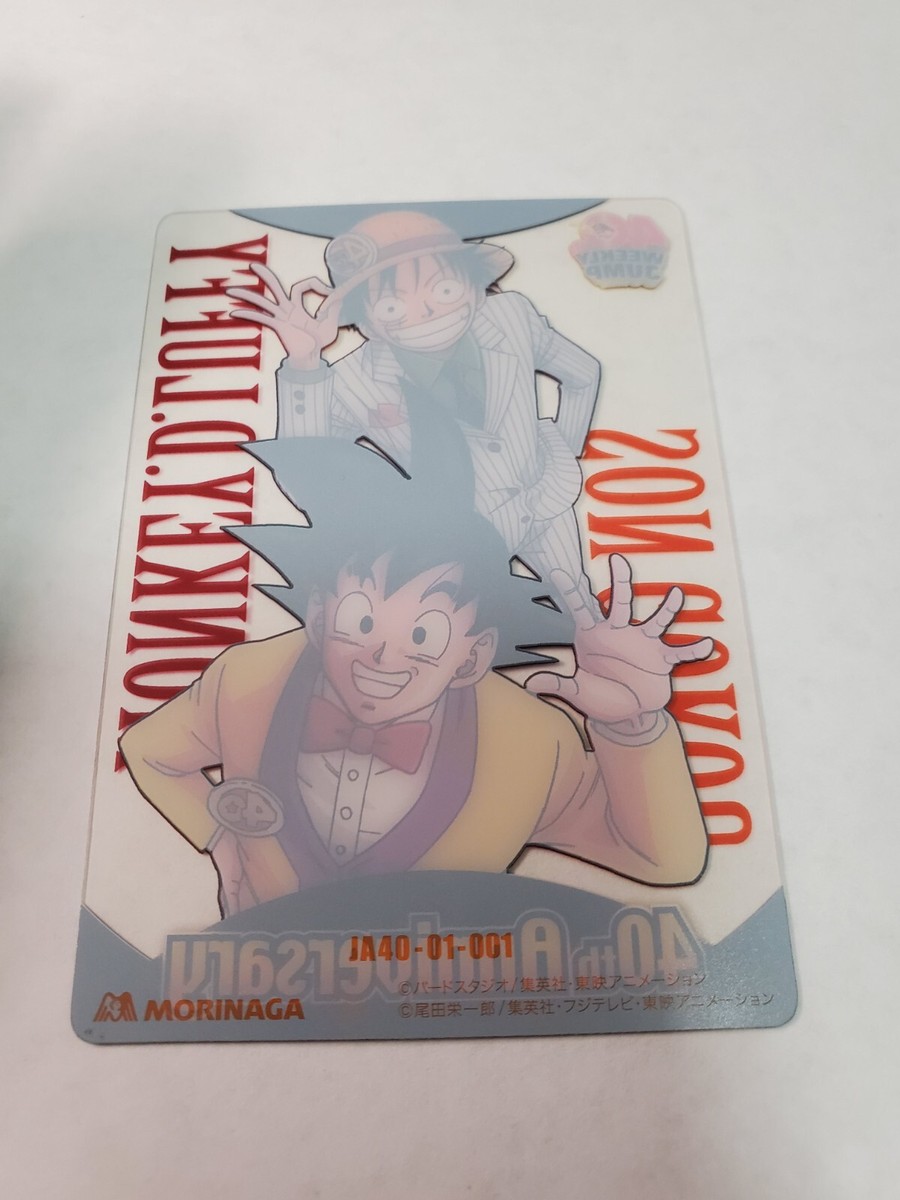 WEEKLY
JUMP
MONKEY.D.LUFFY
SON GOKOU
40th Anniversary
JA40-01-001
©バードスタジオ/集英社・東映アニメーション
©尾田栄一郎/集英社・フジテレビ・東映アニメーション
MORINAGA